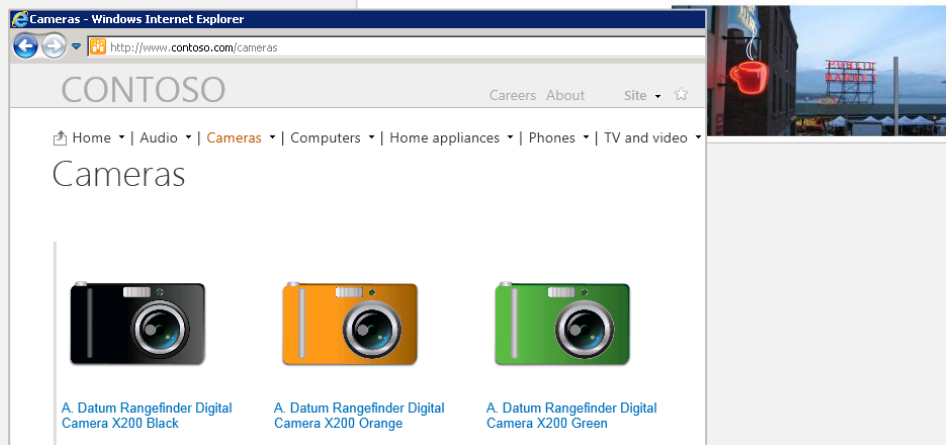 Cameras - Windows Internet Explorer
http://www.contoso.com/cameras
CONTOSO
Careers About Site
Home | Audio | Cameras | Computers | Home appliances | Phones | TV and video
Cameras
PUBLIC
MARKET
A. Datum Rangefinder Digital
Camera X200 Black
A. Datum Rangefinder Digital
Camera X200 Orange
A. Datum Rangefinder Digital
Camera X200 Green